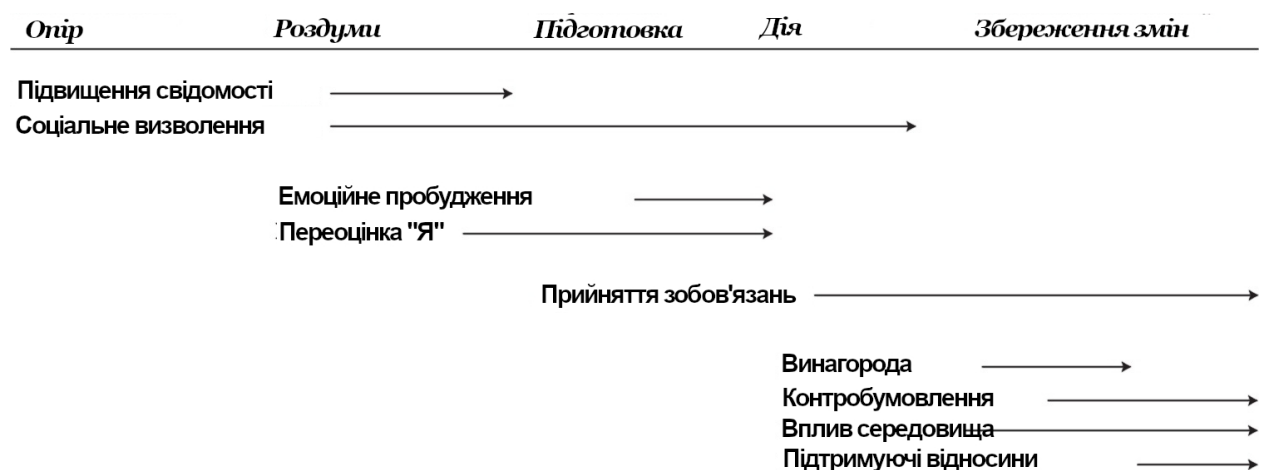 Опір Роздуми Підготовка Дія Збереження змін
Підвищення свідомості
Соціальне визволення
Емоційне пробудження
Переоцінка "Я"
Прийняття зобов'язань
Винагорода
Контробумовлення
Вплив середовища
Підтримуючі відносини